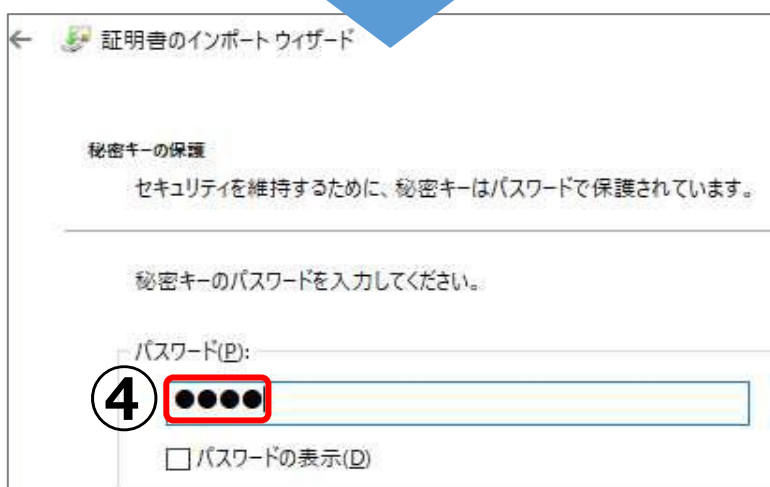 証明書のインポート ウィザード
秘密キーの保護
セキュリティを維持するために、秘密キーはパスワードで保護されています。
秘密キーのパスワードを入力してください。
パスワード(P):
④ ●●●●
パスワードの表示(D)